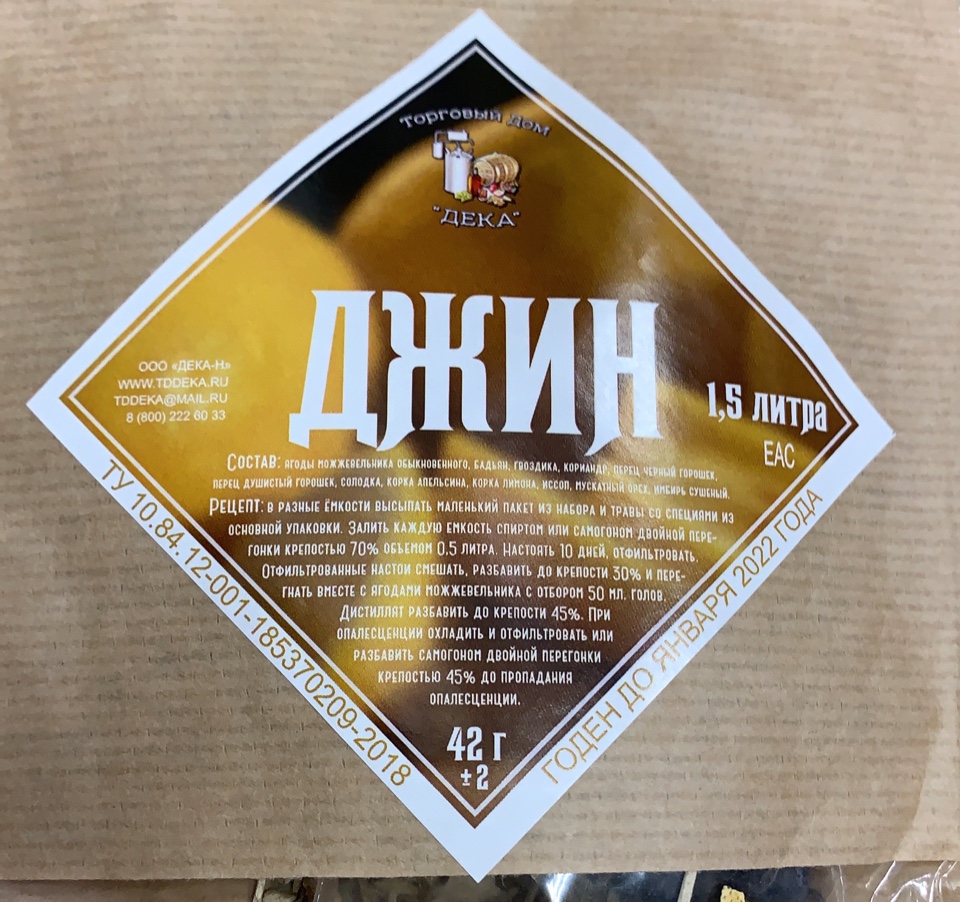 Торговый Дом
"ДЕКА"
ДЖИН
ООО «ДЕКА-Н»
WWW.TDDEKA.RU
TDDEKA@MAIL.RU
8 (800) 222 60 33
1,5 литра
ЕАС
Состав: ягоды можжевельника обыкновенного, бадьян, гвоздика, кориандр, перец черный горошек,
перец душистый горошек, солодка, корка апельсина, корка лимона, иссоп, мускатный орех, имбирь сушеный.
Рецепт: в разные ёмкости высыпать маленький пакет из набора и травы со специями из
основной упаковки. Залить каждую емкость спиртом или самогоном двойной пере-
гонки крепостью 70% объемом 0.5 литра. Настоять 10 дней, отфильтровать.
Отфильтрованные настои смешать, разбавить до крепости 30% и пере-
гнать вместе с ягодами можжевельника с отбором 50 мл. голов.
Дистиллят разбавить до крепости 45%. При
опалесценции охладить и отфильтровать или
разбавить самогоном двойной перегонки
крепостью 45% до пропадания
опалесценции.
42 г
±2
ТУ 10.84.12-001-185370209-2018
ГОДЕН ДО ЯНВАРЯ 2022 ГОДА